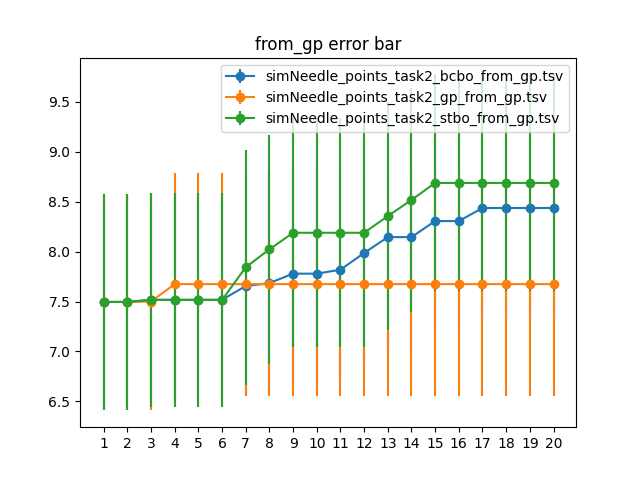 from_gp error bar
simNeedle_points_task2_bcbo_from_gp.tsv
simNeedle_points_task2_gp_from_gp.tsv
simNeedle_points_task2_stbo_from_gp.tsv
9.5
9.0
8.5
8.0
7.5
7.0
6.5
1 2 3 4 5 6 7 8 9 10 11 12 13 14 15 16 17 18 19 20